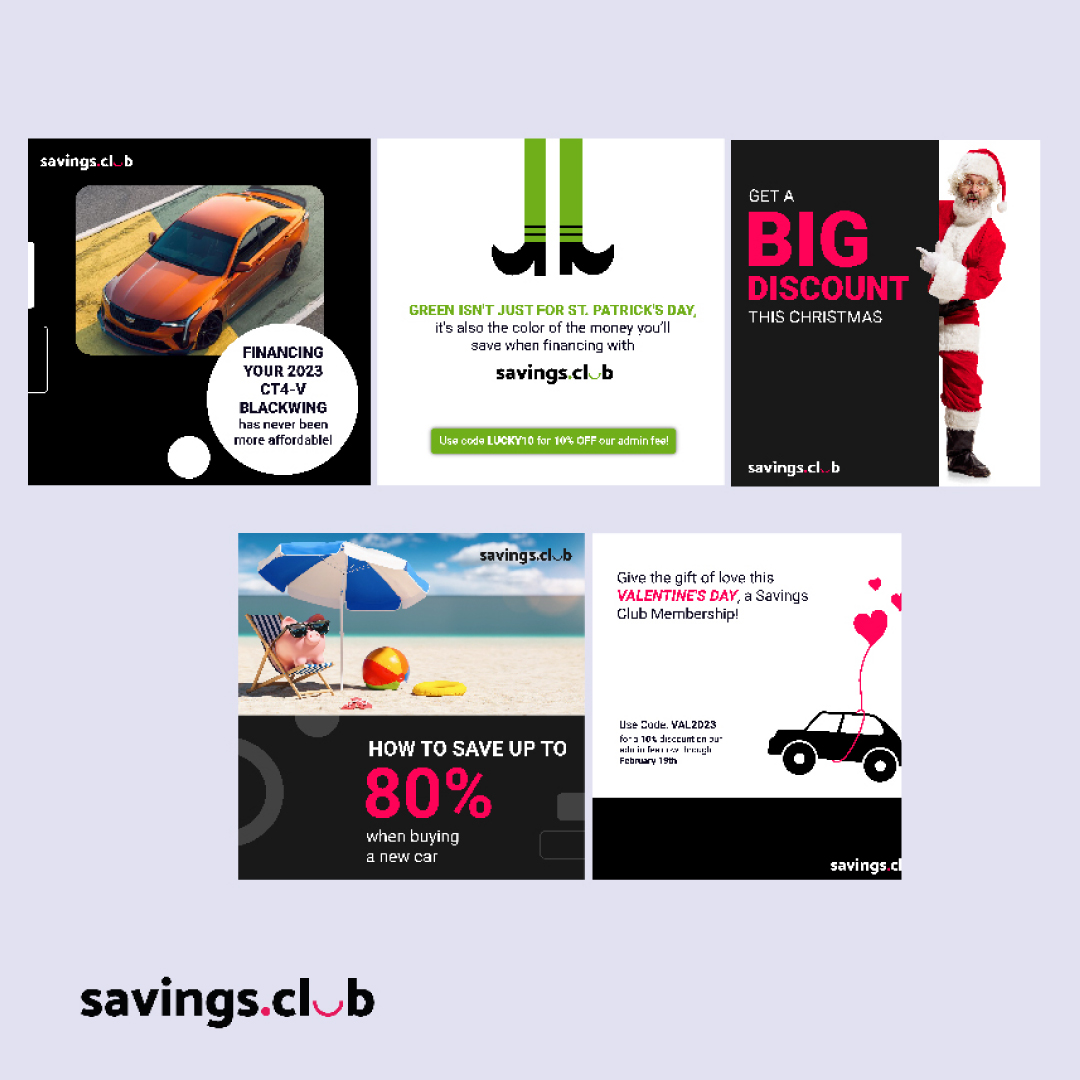 savings.club
FINANCING
YOUR 2023
CT4-V
BLACKWING
has never been
more affordable!
GREEN ISN'T JUST FOR ST. PATRICK'S DAY,
it's also the color of the money you'll
save when financing with
savings.club
Use code LUCKY10 for 10% OFF our admin fee!
GET A
BIG
DISCOUNT
THIS CHRISTMAS
savings.club
savings.club
HOW TO SAVE UP TO
80%
when buying
a new car
Give the gift of love this
VALENTINE'S DAY, a Savings
Club Membership!
Use Code: VAL2023
for a 10% discount on our
admin fee now through
February 19th
savings.cl
savings.club